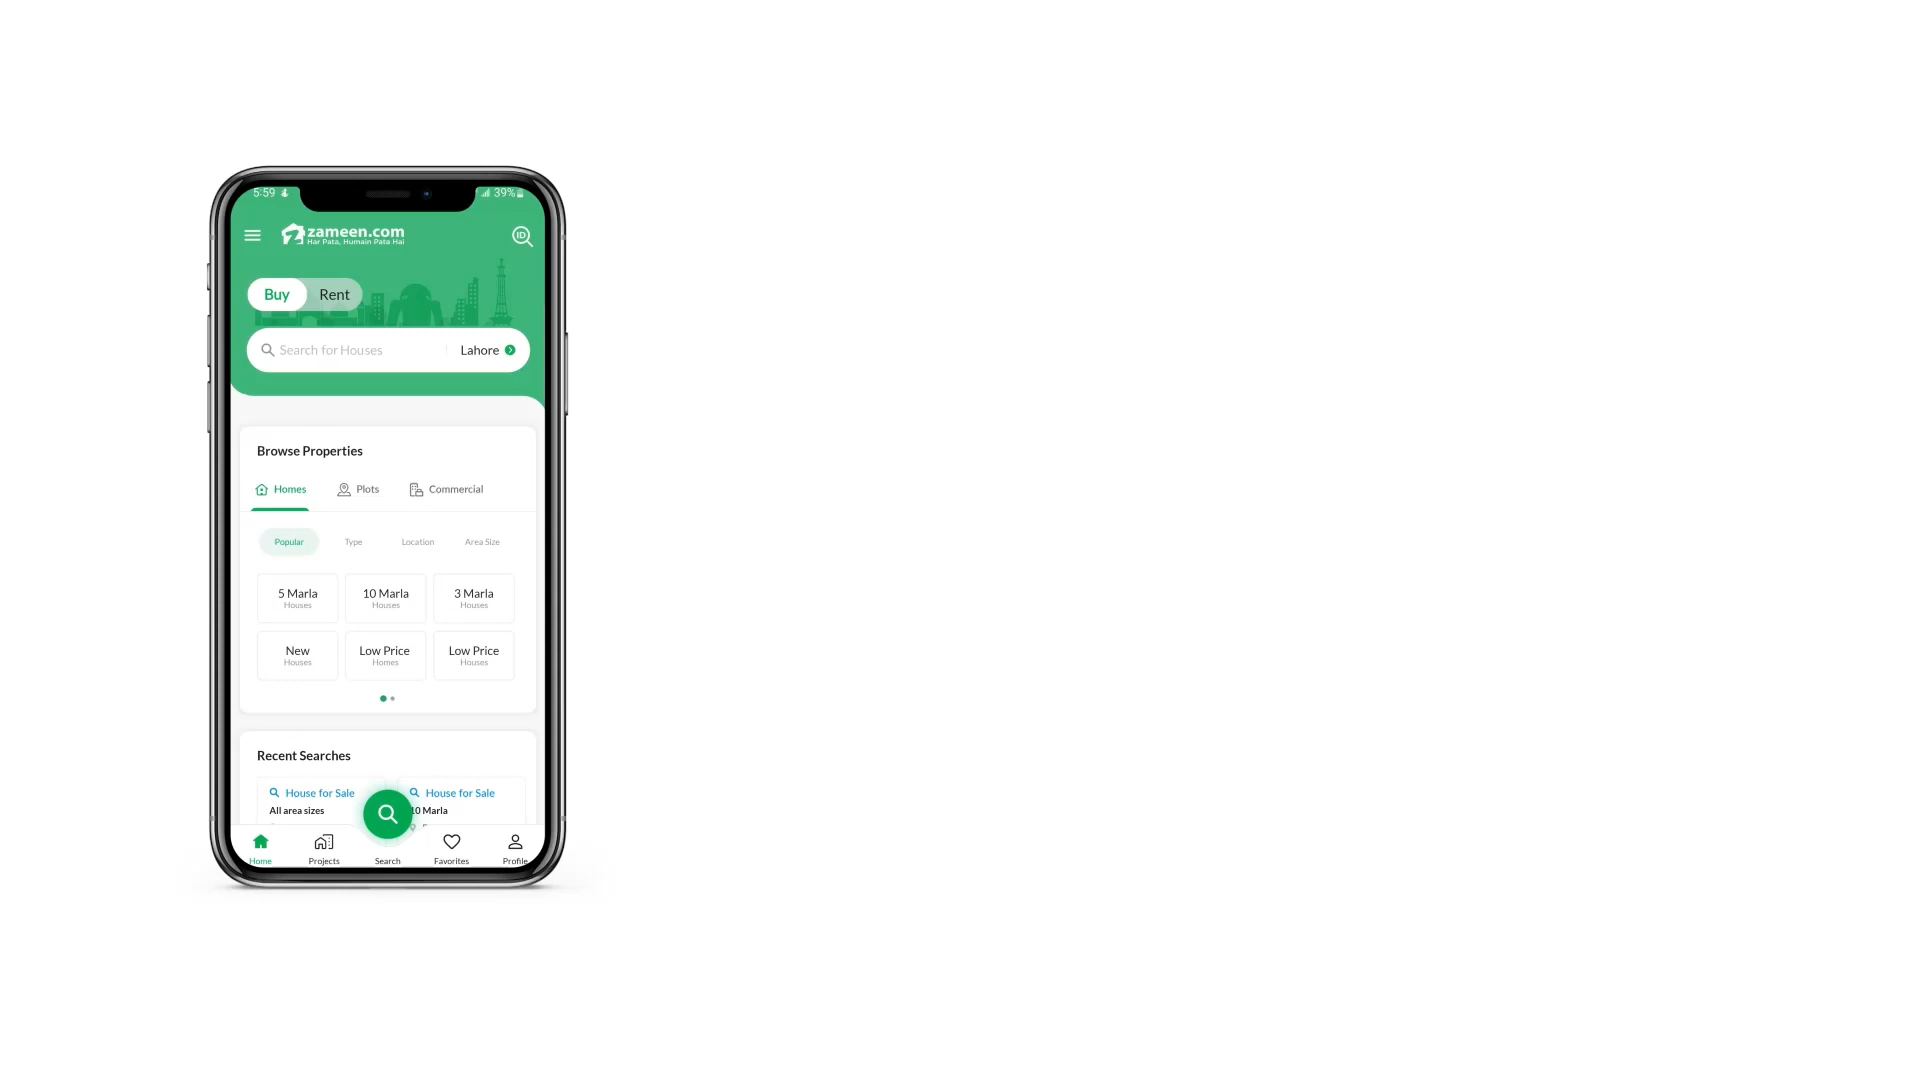 5:59 39%
zameen.com
Har Pata, Humain Pata Hai
ID
Buy Rent
Search for Houses Lahore
Browse Properties
Homes Plots Commercial
Popular Type Location Area Size
5 Marla 10 Marla 3 Marla
Houses Houses Houses
New Low Price Low Price
Houses Homes Houses
Recent Searches
House for Sale House for Sale
All area sizes 10 Marla
Home Projects Search Favorites Profile